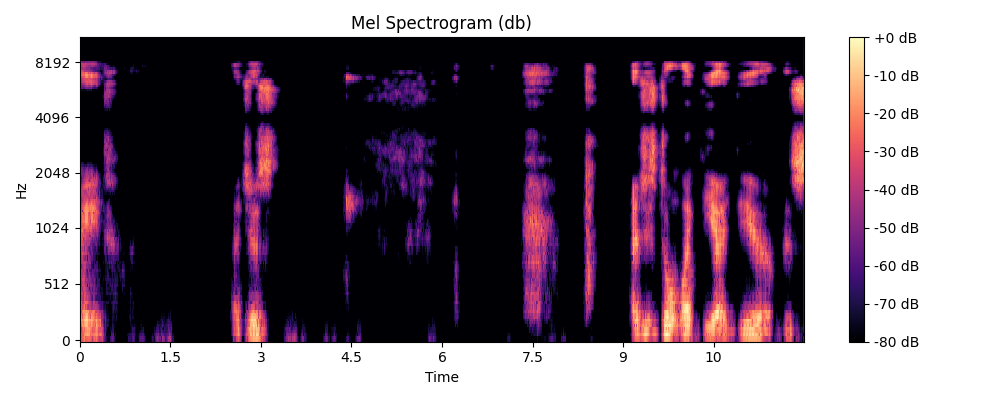 Mel Spectrogram (db)
8192
4096
2048
1024
512
0
Hz
0 1.5 3 4.5 6 7.5 9 10
Time
+0 dB
-10 dB
-20 dB
-30 dB
-40 dB
-50 dB
-60 dB
-70 dB
-80 dB